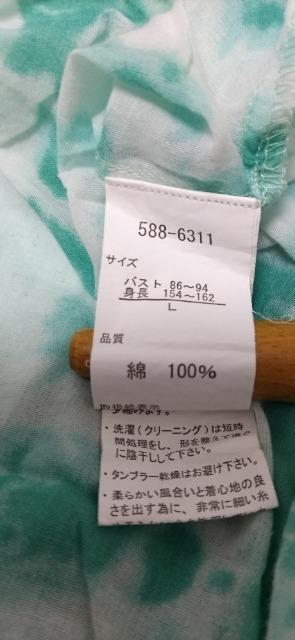 588-6311
サイズ
バスト 86～94
身長 154～162
L
品質
綿 100%
・洗濯(クリーニング)は短時
間処理をし、形を整えて
に陰干しして下さい。
・タンブラー乾燥はお避け下さい。
・柔らかい風合いと着心地の良
さを出す為に、非常に細い糸